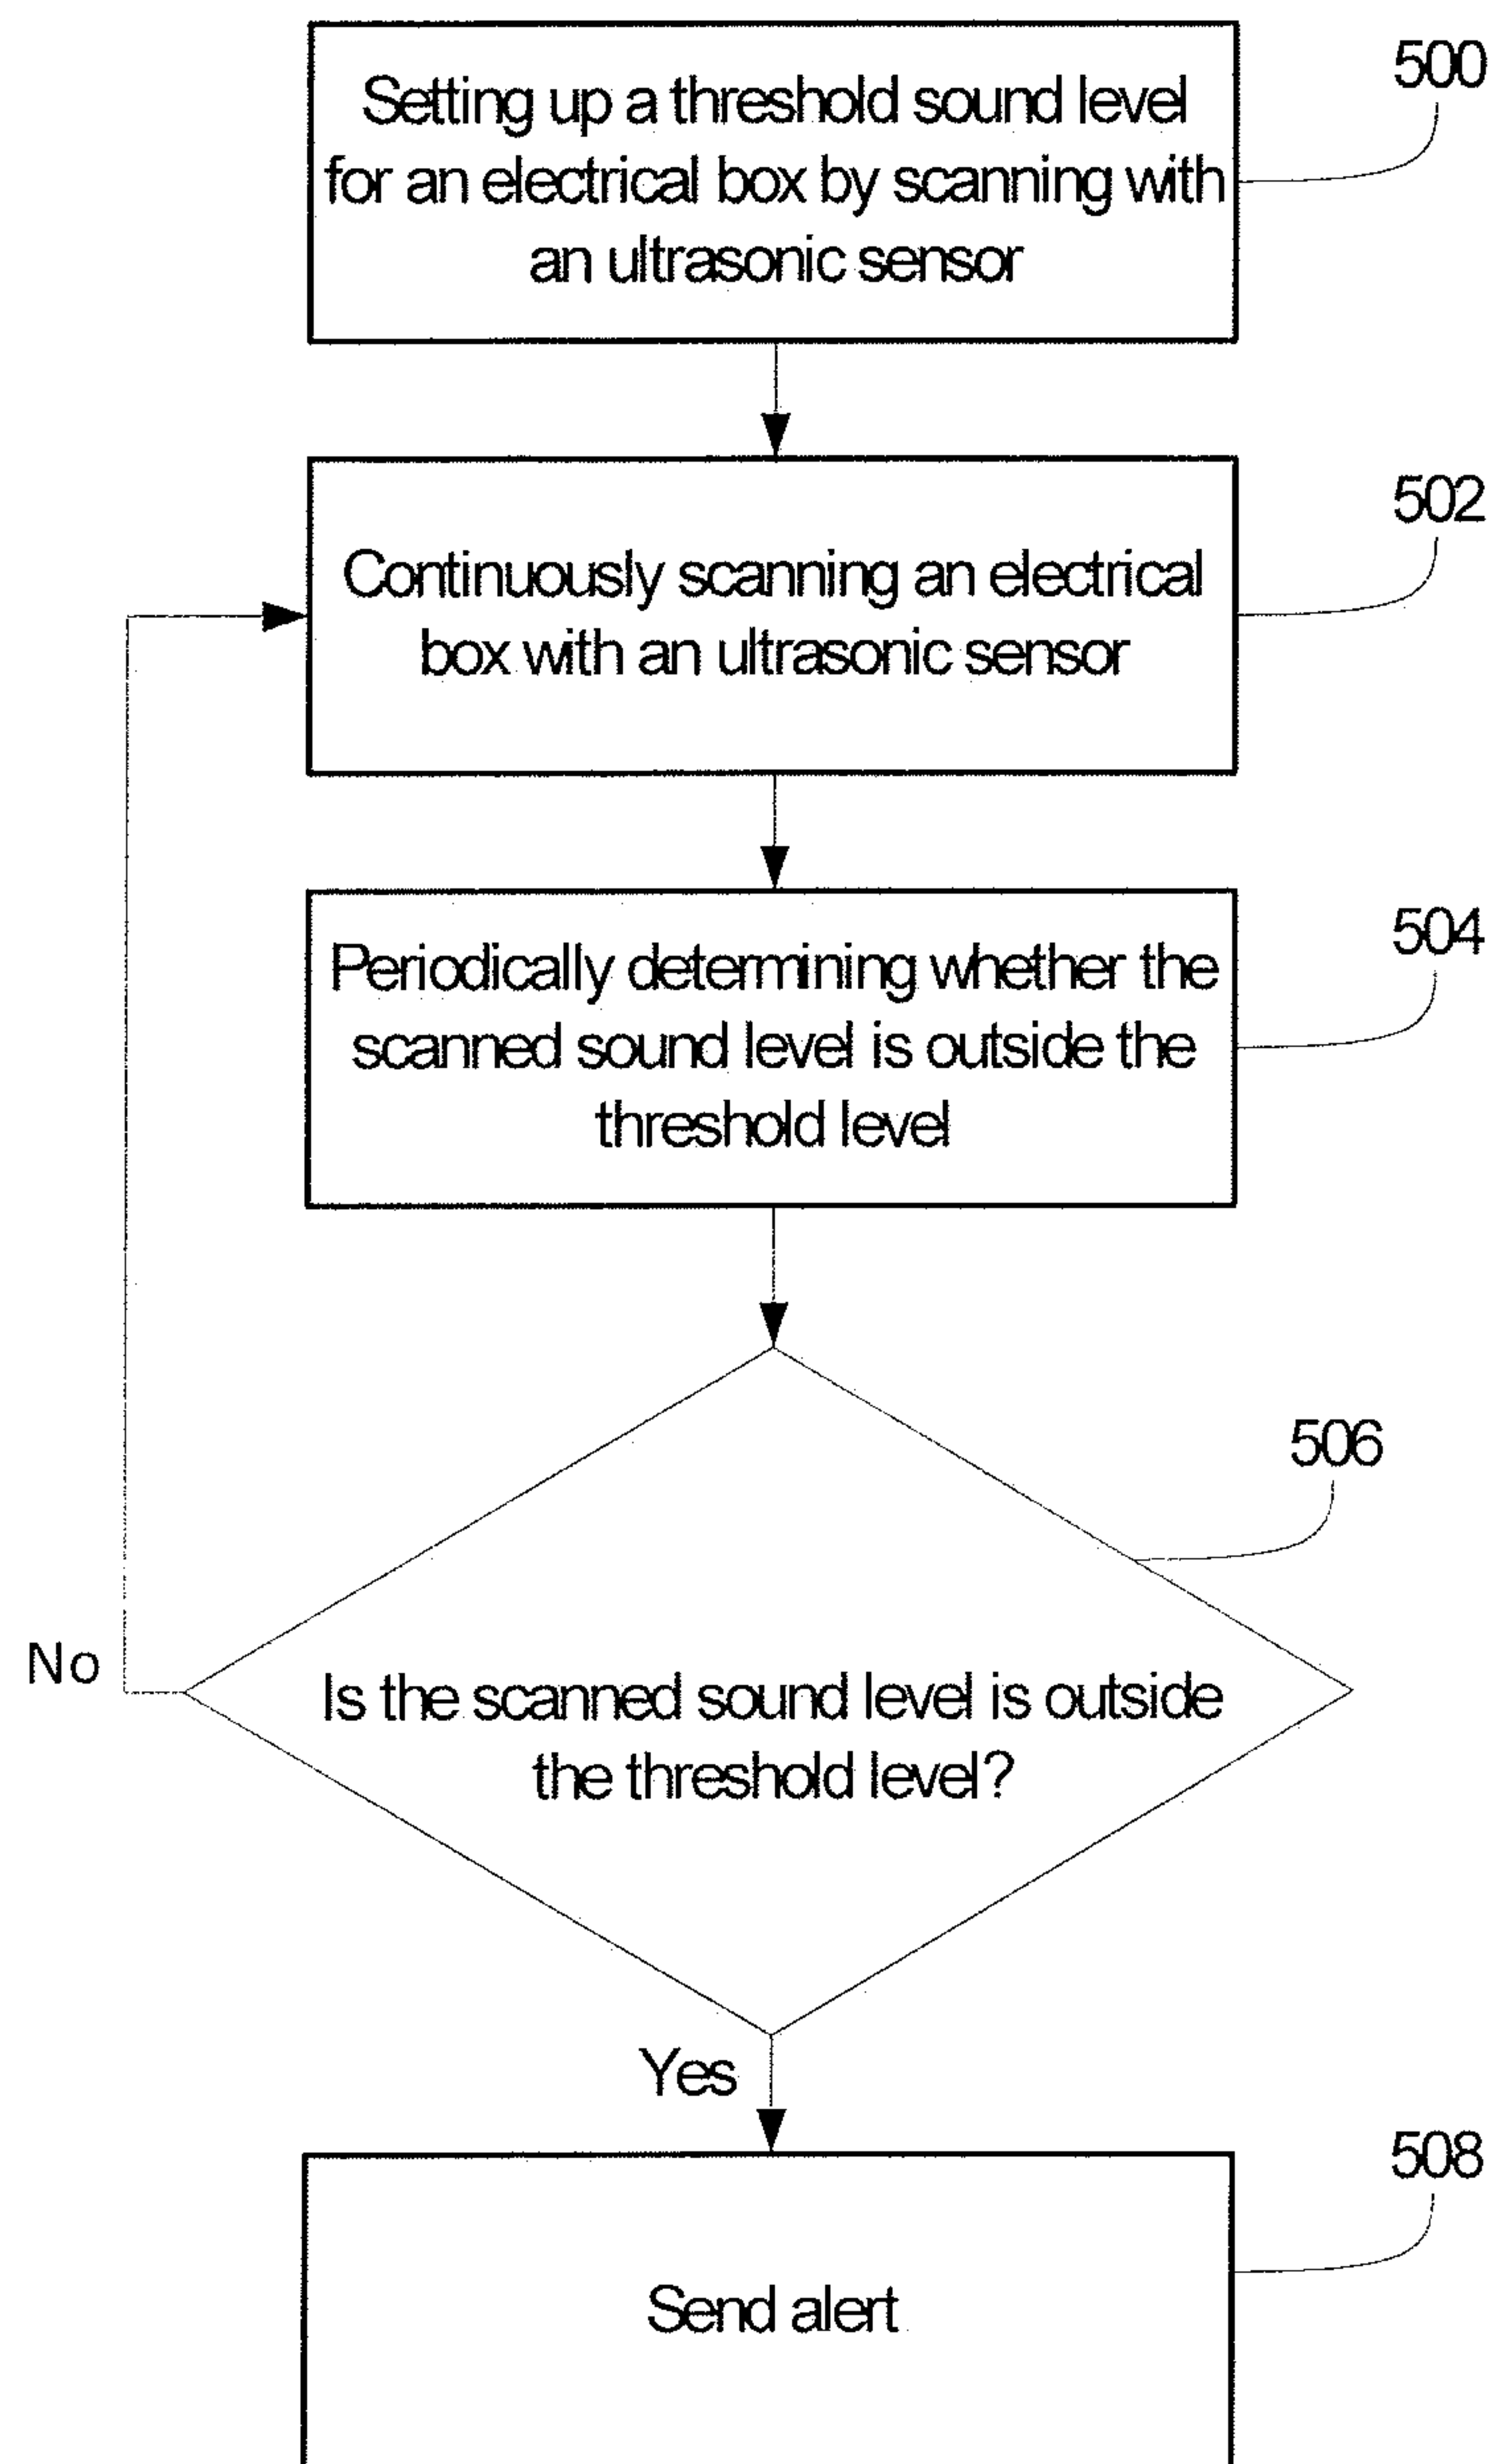 Setting up a threshold sound level
for an electrical box by scanning with
an ultrasonic sensor
500
Continuously scanning an electrical
box with an ultrasonic sensor
502
Periodically determining whether the
scanned sound level is outside the
threshold level
504
506
Is the scanned sound level is outside
the threshold level?
No
Yes
508
Send alert